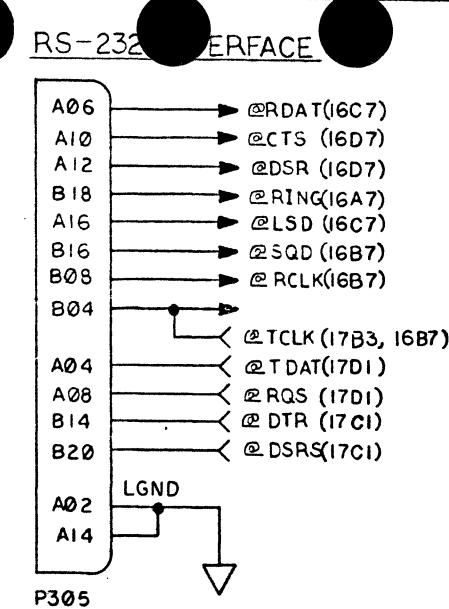 RS-232 ERFACE
A06 @RDAT(16C7)
A10 @CTS (16D7)
A12 @DSR (16D7)
B18 @RING(16A7)
A16 @LSD (16C7)
B16 @SQD (16B7)
B08 @RCLK(16B7)
B04
@TCLK (17B3, 16B7)
A04 @TDAT(17D1)
A08 @RQS (17D1)
B14 @DTR (17C1)
B20 @DSRS(17C1)
LGND
A02
A14
P305